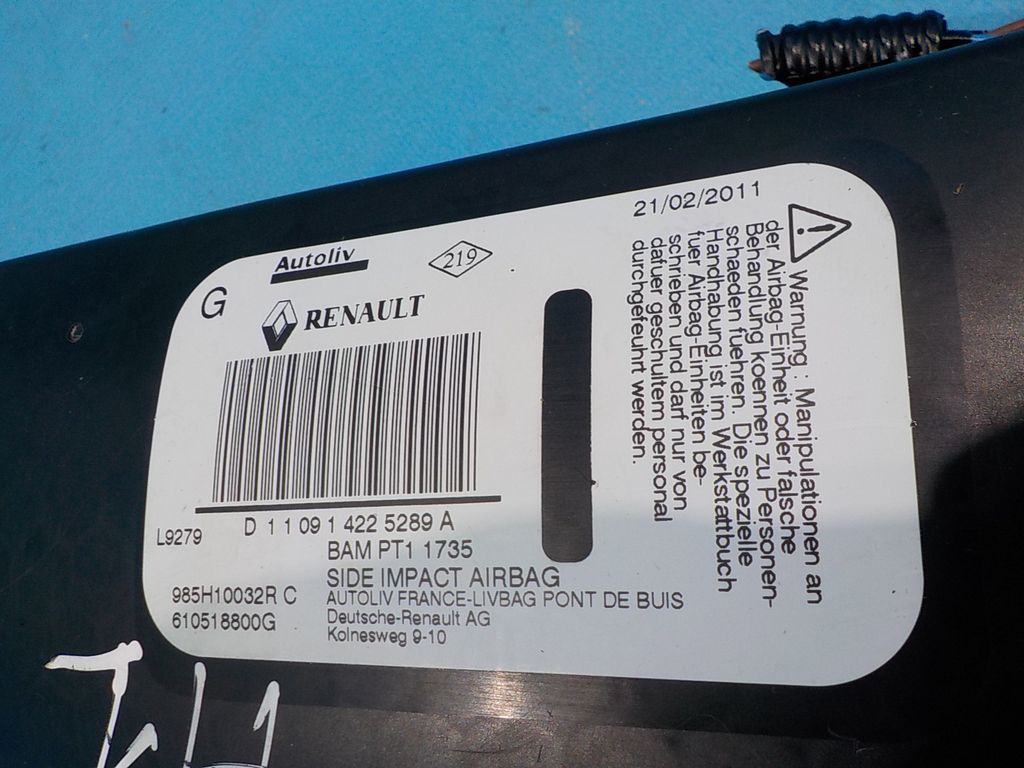 21/02/2011
Autoliv
219
G
RENAULT
D 1 1 09 1 422 5289 A
L9279
BAM PT1 1735
SIDE IMPACT AIRBAG
985H10032R C
AUTOLIV FRANCE-LIVBAG PONT DE BUIS
610518800G
Deutsche-Renault AG
Kolnesweg 9-10
Warnung : Manipulationen an
der Airbag-Einheit oder falsche
Behandlung koennen zu Personen-
schaeden fuehren. Die spezielle
Handhabung ist im Werkstattbuch
fuer Airbag-Einheiten be-
schrieben und darf nur von
dafuer geschultem personal
durchgefuehrt werden.